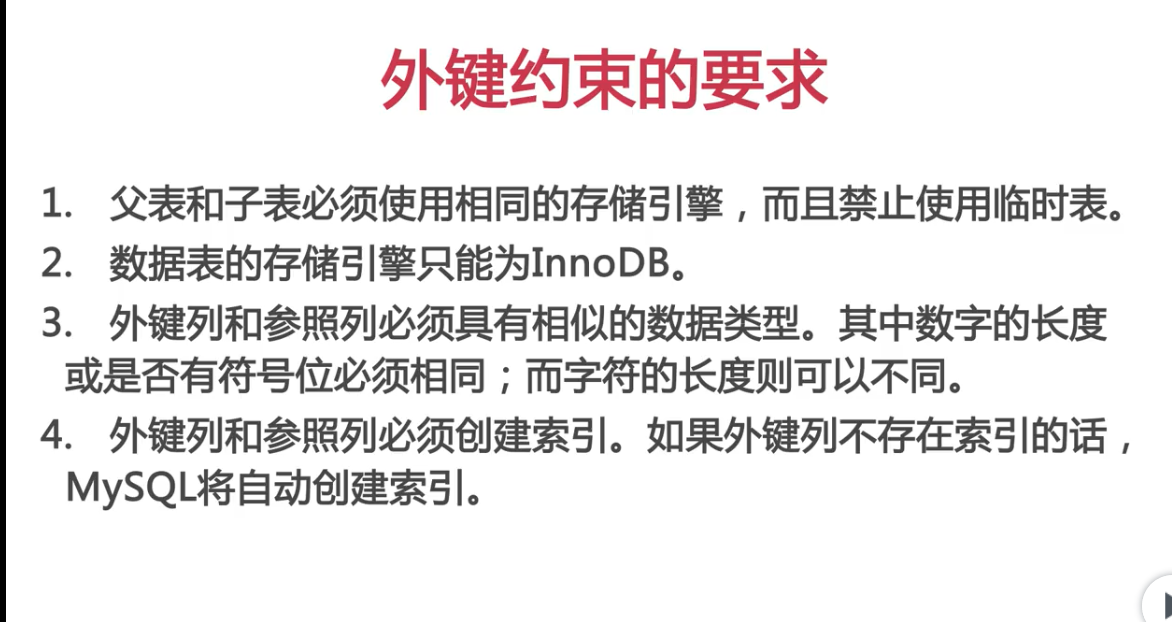 外键约束的要求
1. 父表和子表必须使用相同的存储引擎，而且禁止使用临时表。
2. 数据表的存储引擎只能为InnoDB。
3. 外键列和参照列必须具有相似的数据类型。其中数字的长度
或是否有符号位必须相同；而字符的长度则可以不同。
4. 外键列和参照列必须创建索引。如果外键列不存在索引的话，
MySQL将自动创建索引。